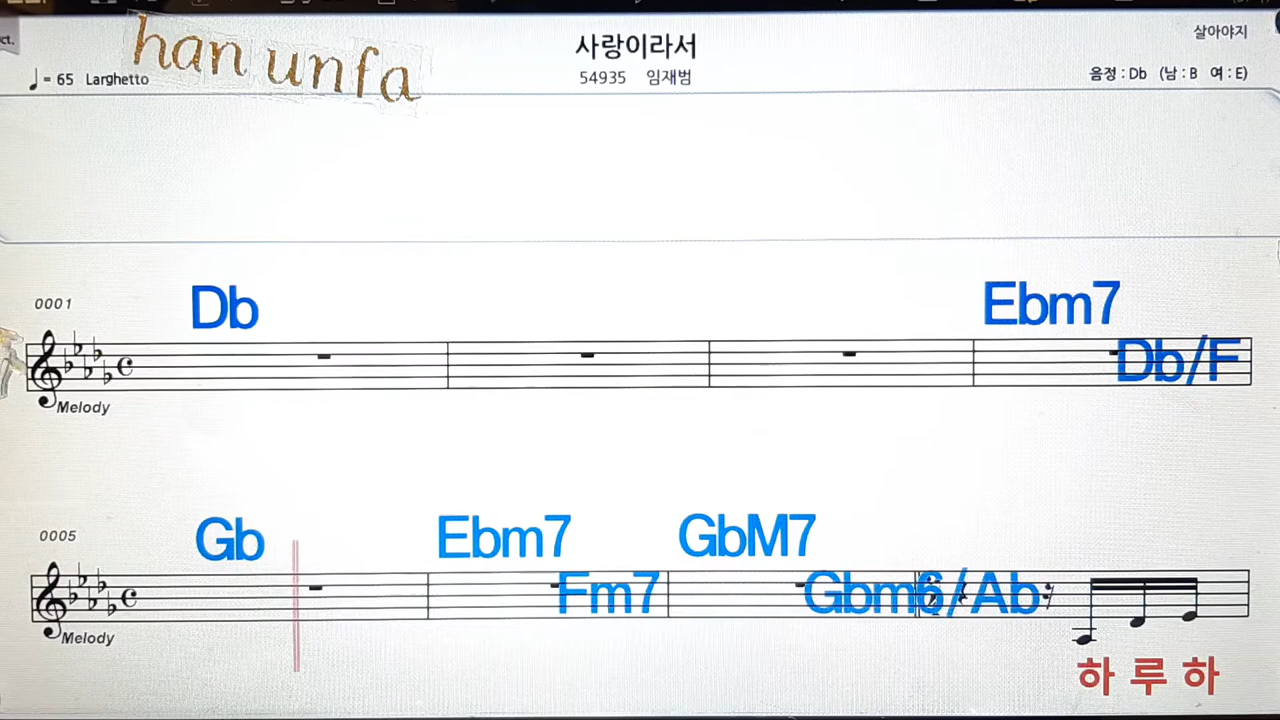 ct.
han unfa
사랑이라서
살아야지
♩= 65 Larghetto
54935 임재범
음정 : Db (남 : B 여 : E)
0001
Db
Ebm7
Db/F
Melody
0005
Gb
Ebm7
GbM7
Fm7
Gbm6/Ab
Melody
하 루 하